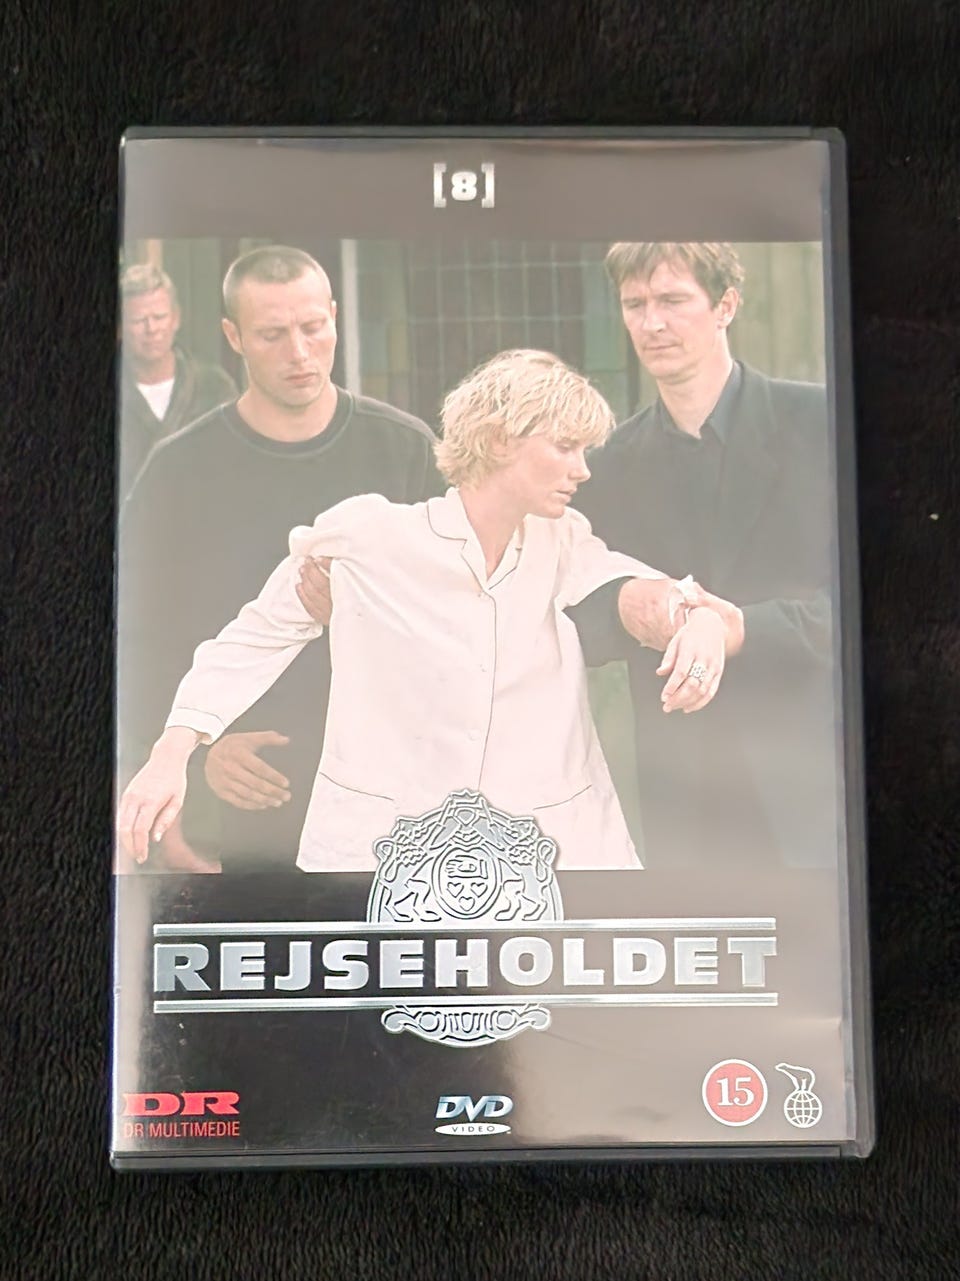 [8]
REJSEHOLDET
DR
DR MULTIMEDIE
DVD
VIDEO
15